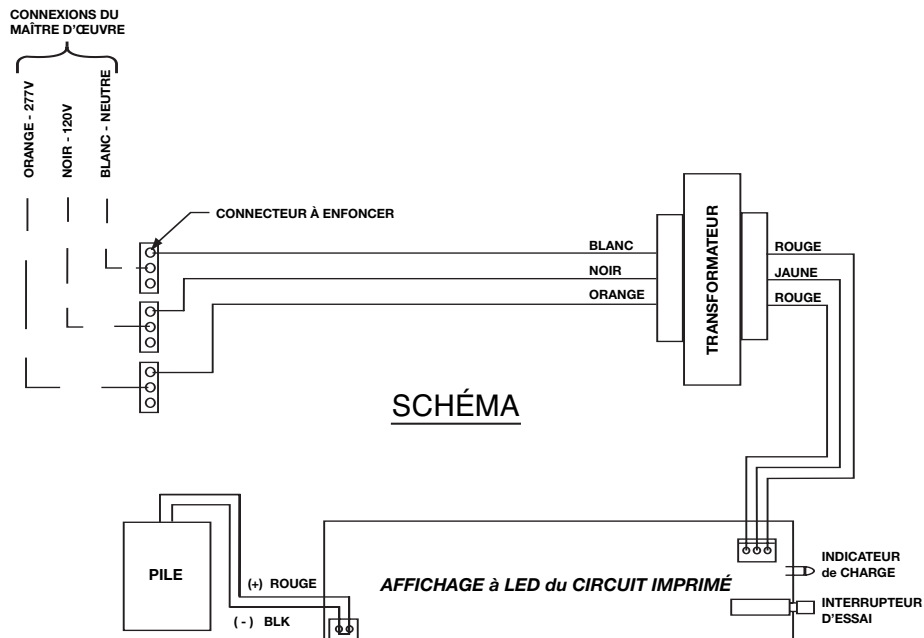 CONNEXIONS DU
MAÎTRE D'ŒUVRE
ORANGE - 277V
NOIR - 120V
BLANC - NEUTRE
CONNECTEUR À ENFONCER
BLANC
NOIR
ORANGE
TRANSFORMATEUR
ROUGE
JAUNE
ROUGE
SCHÉMA
PILE
(+) ROUGE
( - ) BLK
AFFICHAGE à LED du CIRCUIT IMPRIMÉ
INDICATEUR
de CHARGE
INTERRUPTEUR
D'ESSAI